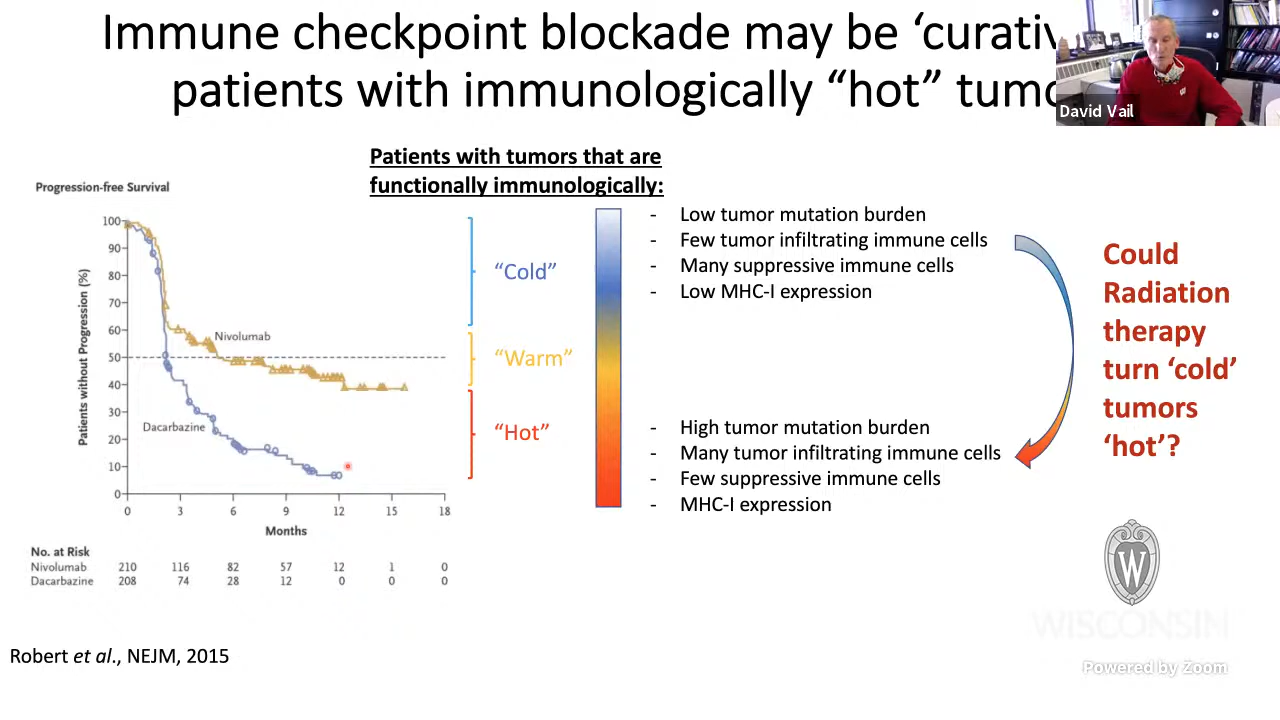 Immune checkpoint blockade may be ‘curativ
patients with immunologically “hot” tumo
David Vail
Patients with tumors that are
functionally immunologically:
Progression-free Survival
Patients without Progression (%)
100
90
80
70
60
50
40
30
20
10
0
Nivolumab
Dacarbazine
0 3 6 9 12 15 18
Months
No. at Risk
Nivolumab 210 116 82 57 12 1 0
Dacarbazine 208 74 28 12 0 0 0
“Cold”
“Warm”
“Hot”
- Low tumor mutation burden
- Few tumor infiltrating immune cells
- Many suppressive immune cells
- Low MHC-I expression
- High tumor mutation burden
- Many tumor infiltrating immune cells
- Few suppressive immune cells
- MHC-I expression
Could
Radiation
therapy
turn ‘cold’
tumors
‘hot’?
W
WISCONSIN
Powered by Zoom
Robert et al., NEJM, 2015